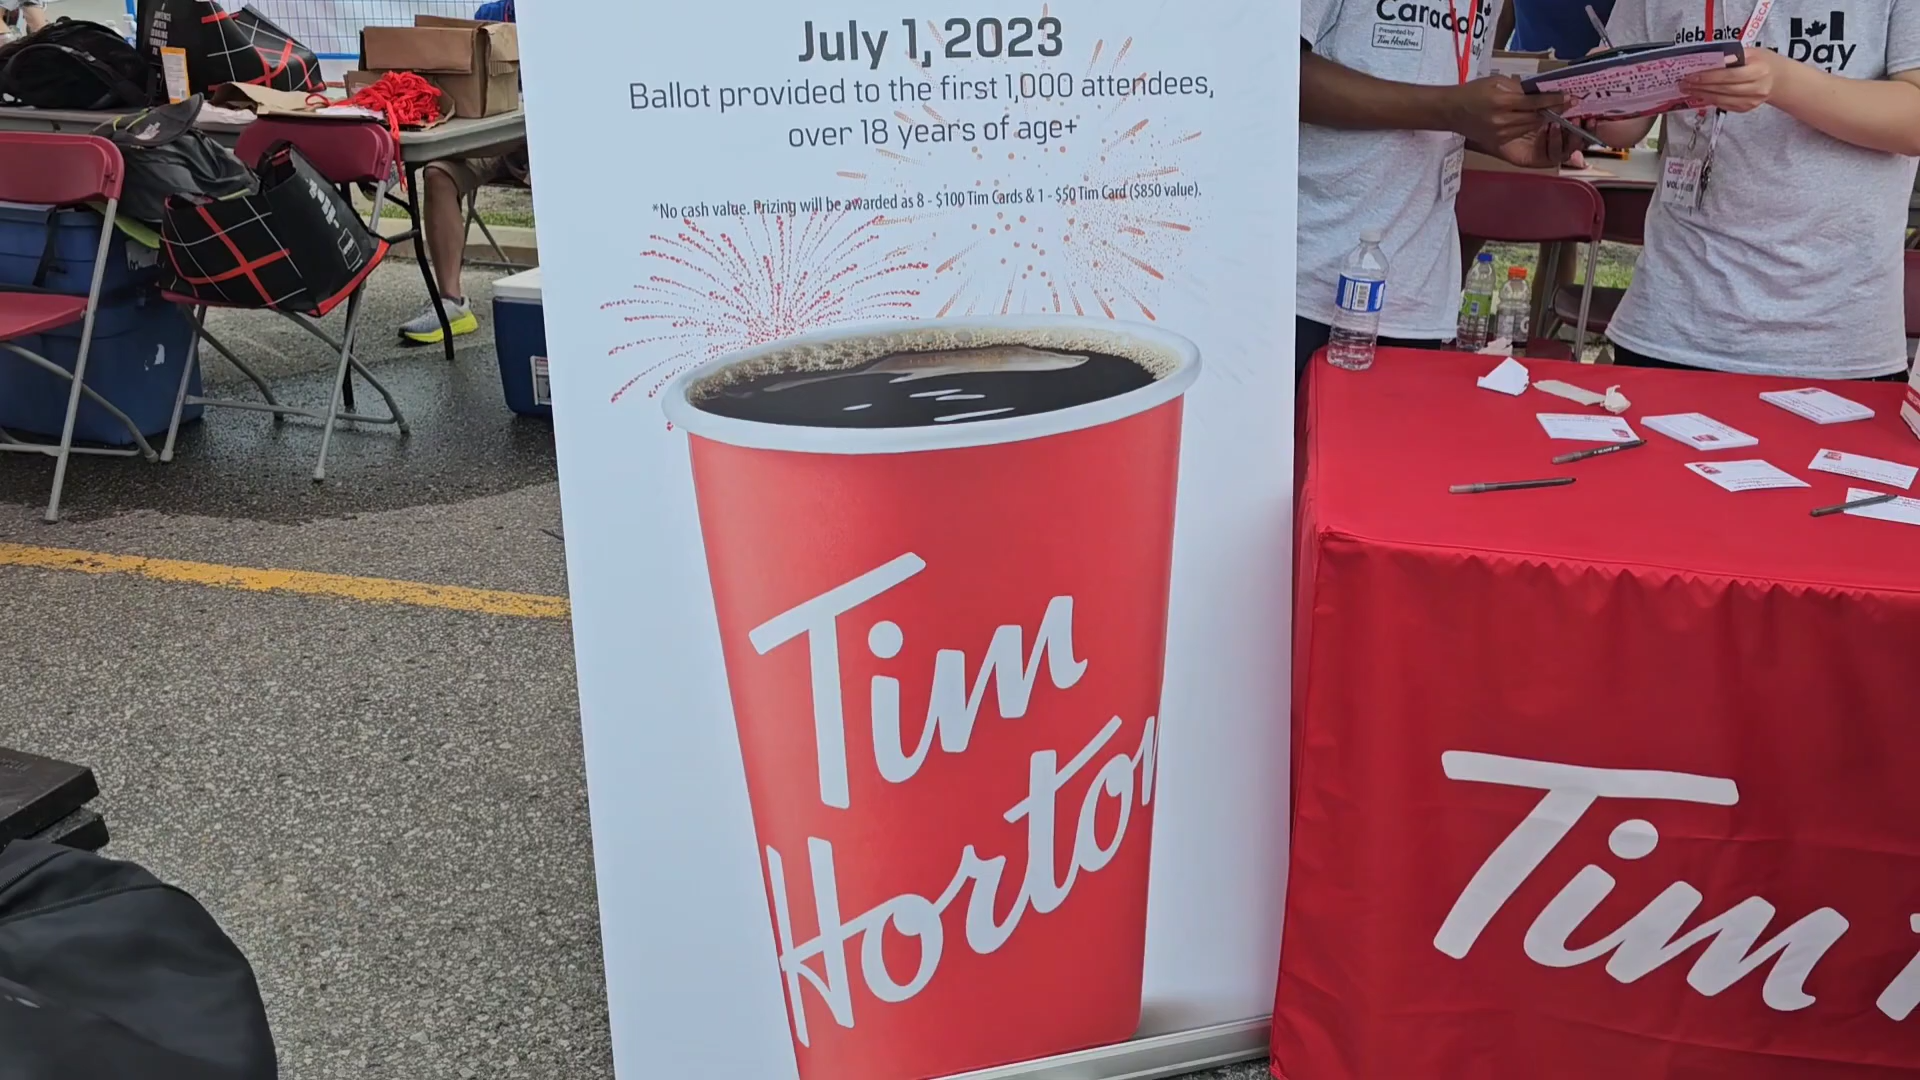 July 1, 2023
Ballot provided to the first 1,000 attendees,
over 18 years of age+
*No cash value. Prizing will be awarded as 8 - $100 Tim Cards & 1 - $50 Tim Card ($850 value).
Tim
Horton
Tim
Canada D
Presented by
Tim Hortons
elebrate
Day